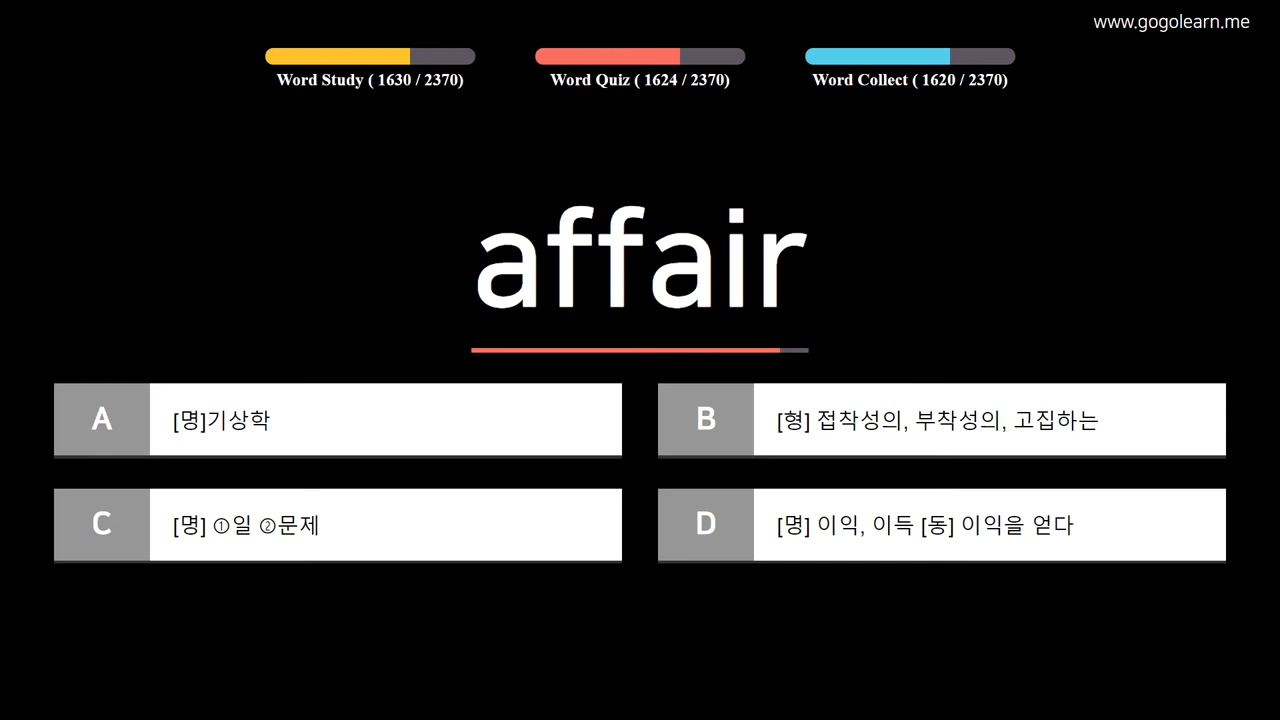 www.gogolearn.me
Word Study ( 1630 / 2370)
Word Quiz ( 1624 / 2370)
Word Collect ( 1620 / 2370)
affair
A [명]기상학
B [형] 접착성의, 부착성의, 고집하는
C [명] ①일 ②문제
D [명] 이익, 이득 [동] 이익을 얻다